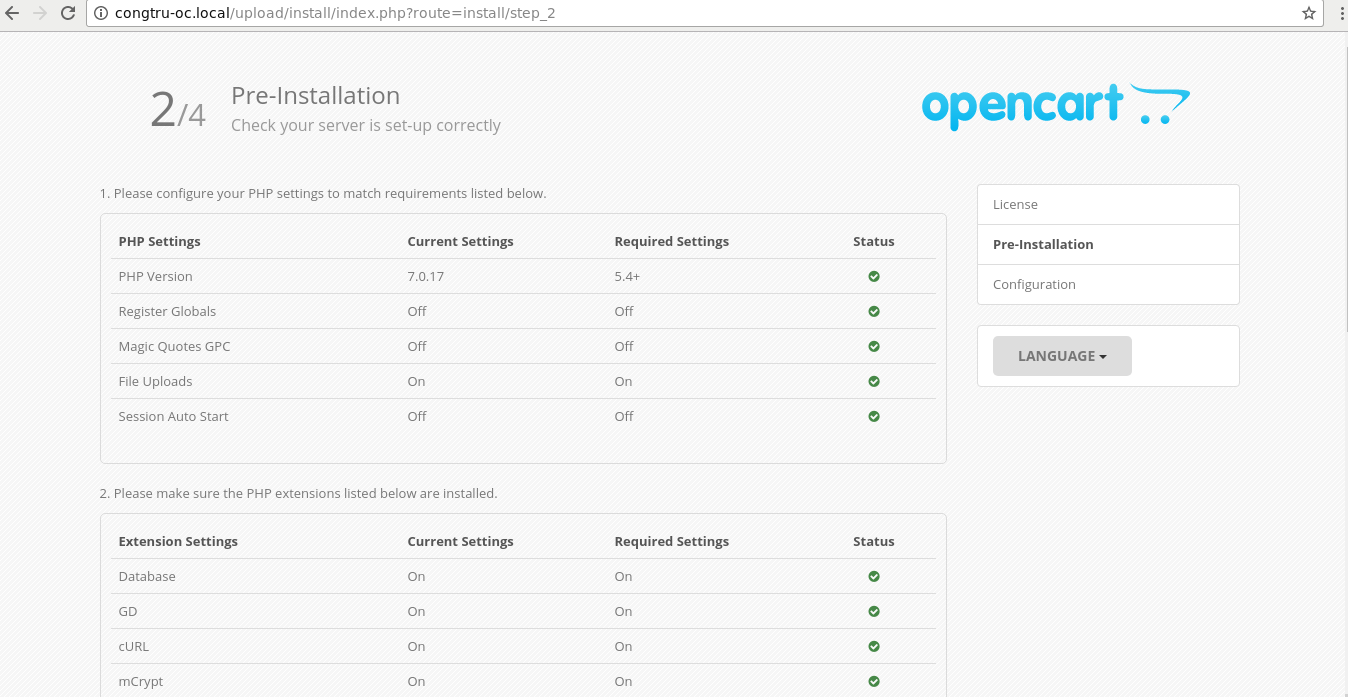 congtru-oc.local/upload/install/index.php?route=install/step_2
2/4 Pre-Installation
Check your server is set-up correctly
opencart
1. Please configure your PHP settings to match requirements listed below.
PHP Settings Current Settings Required Settings Status
PHP Version 7.0.17 5.4+
Register Globals Off Off
Magic Quotes GPC Off Off
File Uploads On On
Session Auto Start Off Off
License
Pre-Installation
Configuration
LANGUAGE
2. Please make sure the PHP extensions listed below are installed.
Extension Settings Current Settings Required Settings Status
Database On On
GD On On
cURL On On
mCrypt On On